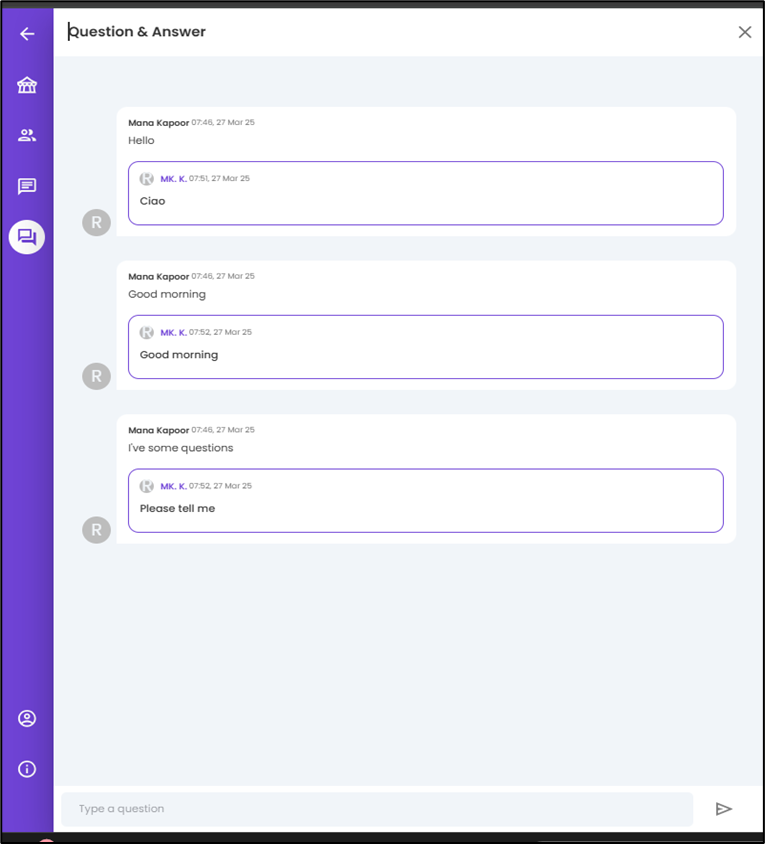 Question & Answer
Mana Kapoor 07:46, 27 Mar 25
Hello
R MK. K. 07:51, 27 Mar 25
Ciao
R
Mana Kapoor 07:46, 27 Mar 25
Good morning
R MK. K. 07:52, 27 Mar 25
Good morning
R
Mana Kapoor 07:46, 27 Mar 25
I've some questions
R MK. K. 07:52, 27 Mar 25
Please tell me
R
Type a question